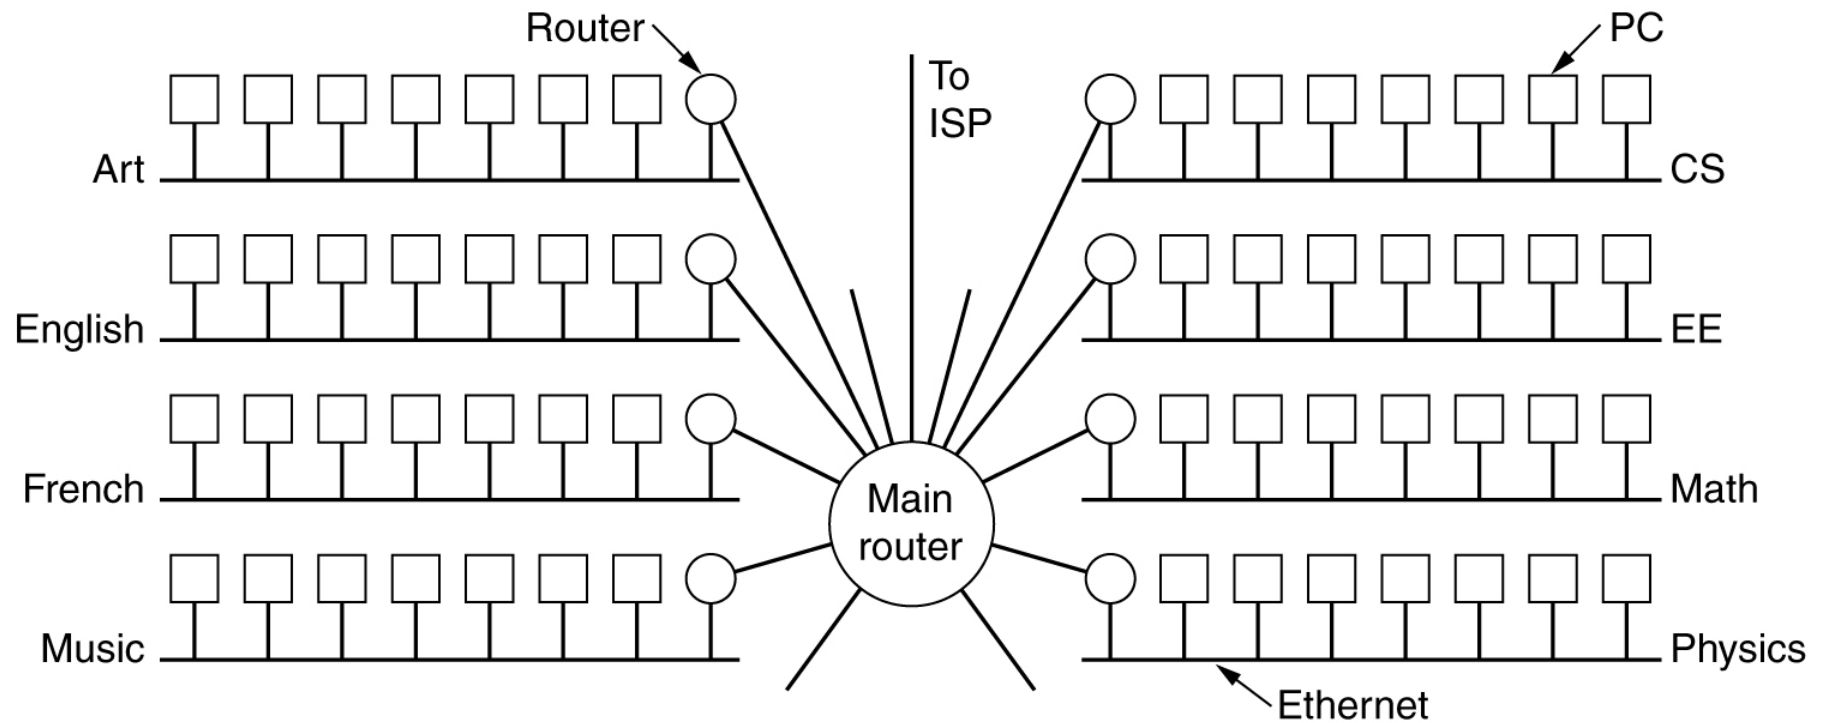 Router
PC
To
ISP
Art
CS
English
EE
French
Math
Main
router
Music
Physics
Ethernet